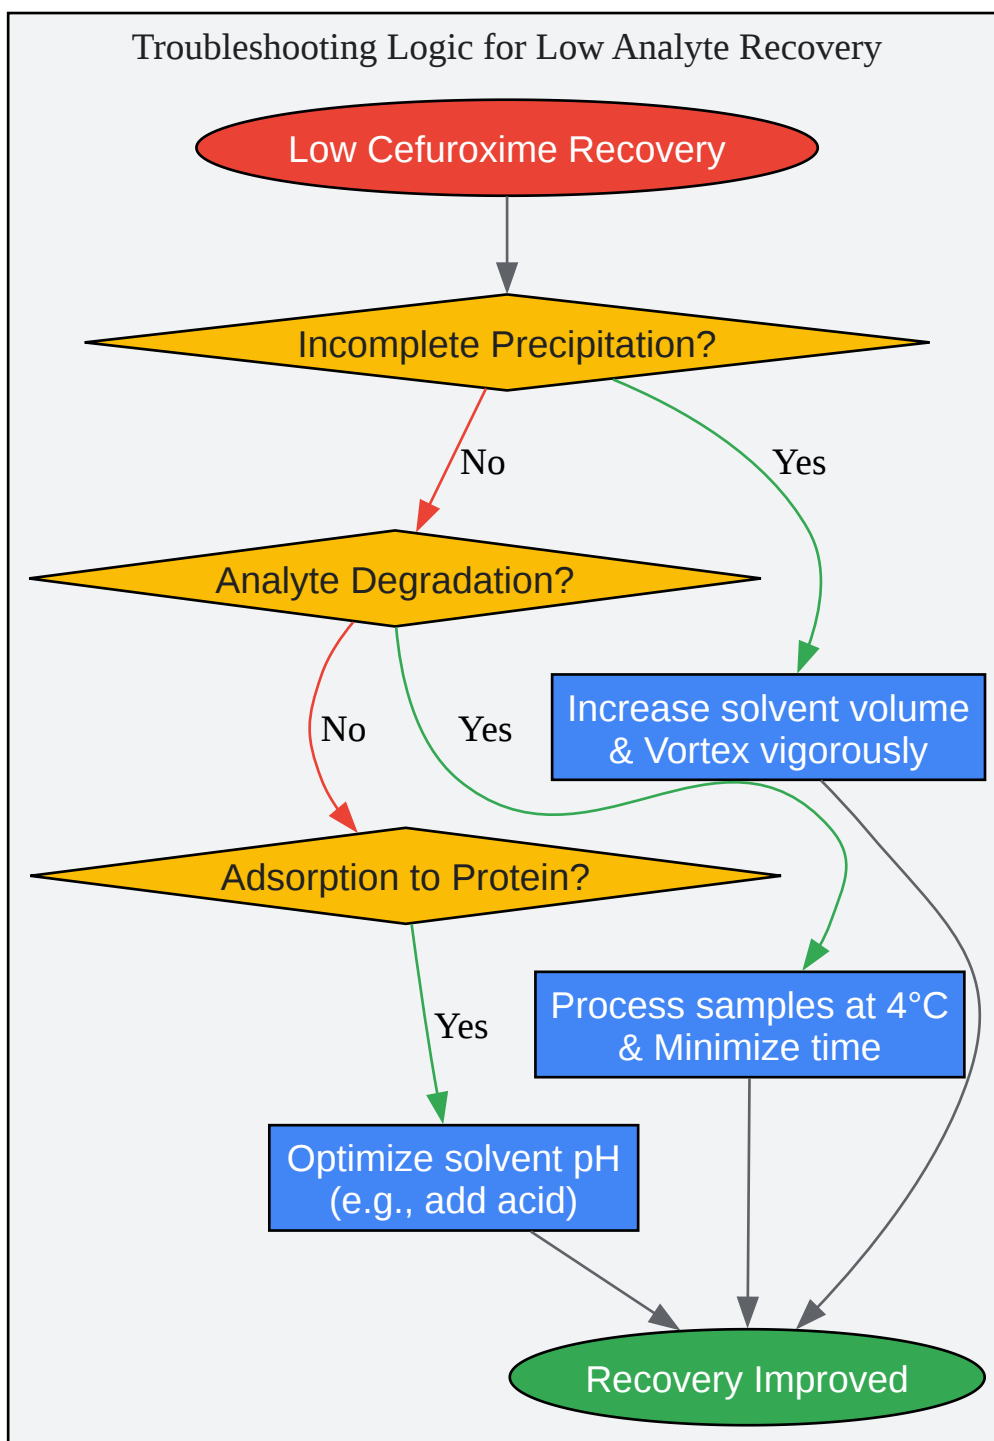 Troubleshooting Logic for Low Analyte Recovery
Low Cefuroxime Recovery
Incomplete Precipitation?
No
Yes
Analyte Degradation?
Increase solvent volume
& Vortex vigorously
No
Yes
Adsorption to Protein?
Process samples at 4°C
& Minimize time
Yes
Optimize solvent pH
(e.g., add acid)
Recovery Improved